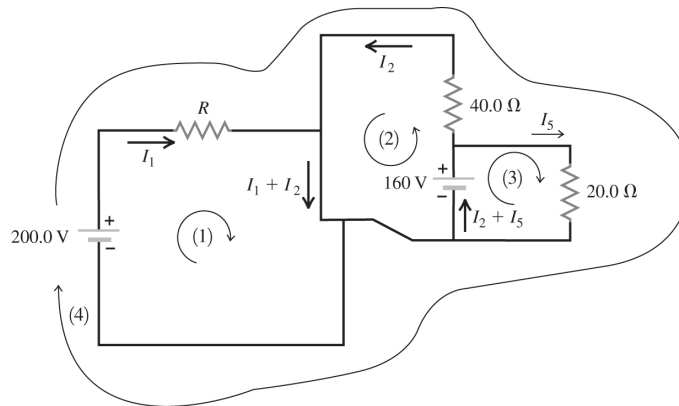 I2
R
40.0 Ω
I5
I1
(2)
+
160 V
−
(3)
20.0 Ω
I1 + I2
+
200.0 V
−
(1)
I2 + I5
(4)